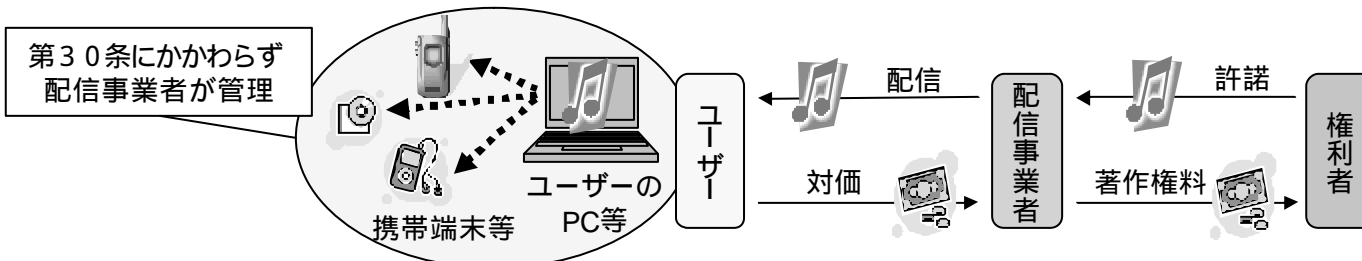 第３０条にかかわらず
配信事業者が管理
携帯端末等
ユーザーの
PC等
ユーザー
配信
対価
配信事業者
許諾
著作権料
権利者